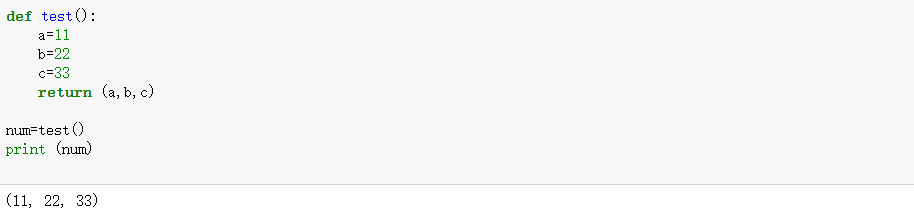 def test():
    a=11
    b=22
    c=33
    return (a,b,c)

num=test()
print (num)

(11, 22, 33)